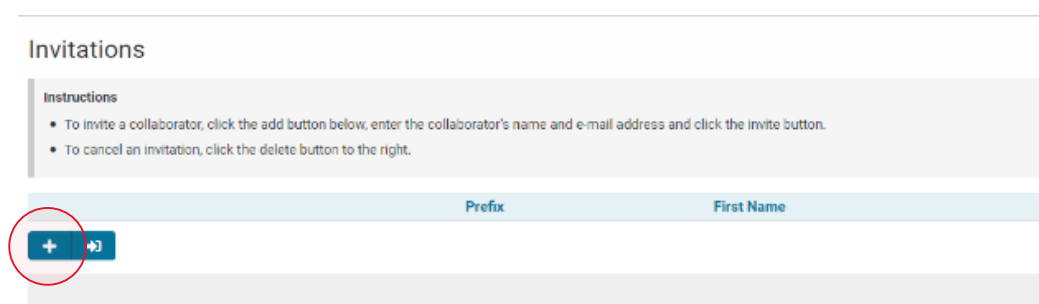 Invitations
Instructions
• To invite a collaborator, click the add button below, enter the collaborator's name and e-mail address and click the invite button.
• To cancel an invitation, click the delete button to the right.
Prefix First Name